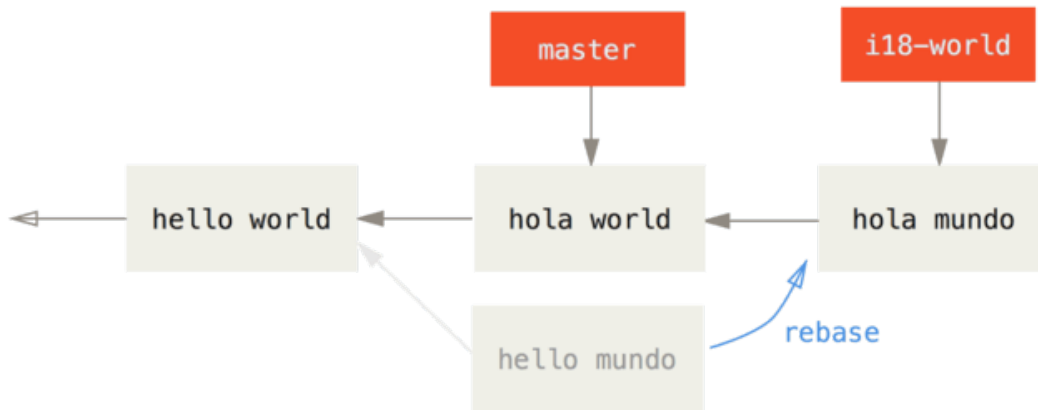 master
i18-world
hello world
hola world
hola mundo
hello mundo
rebase